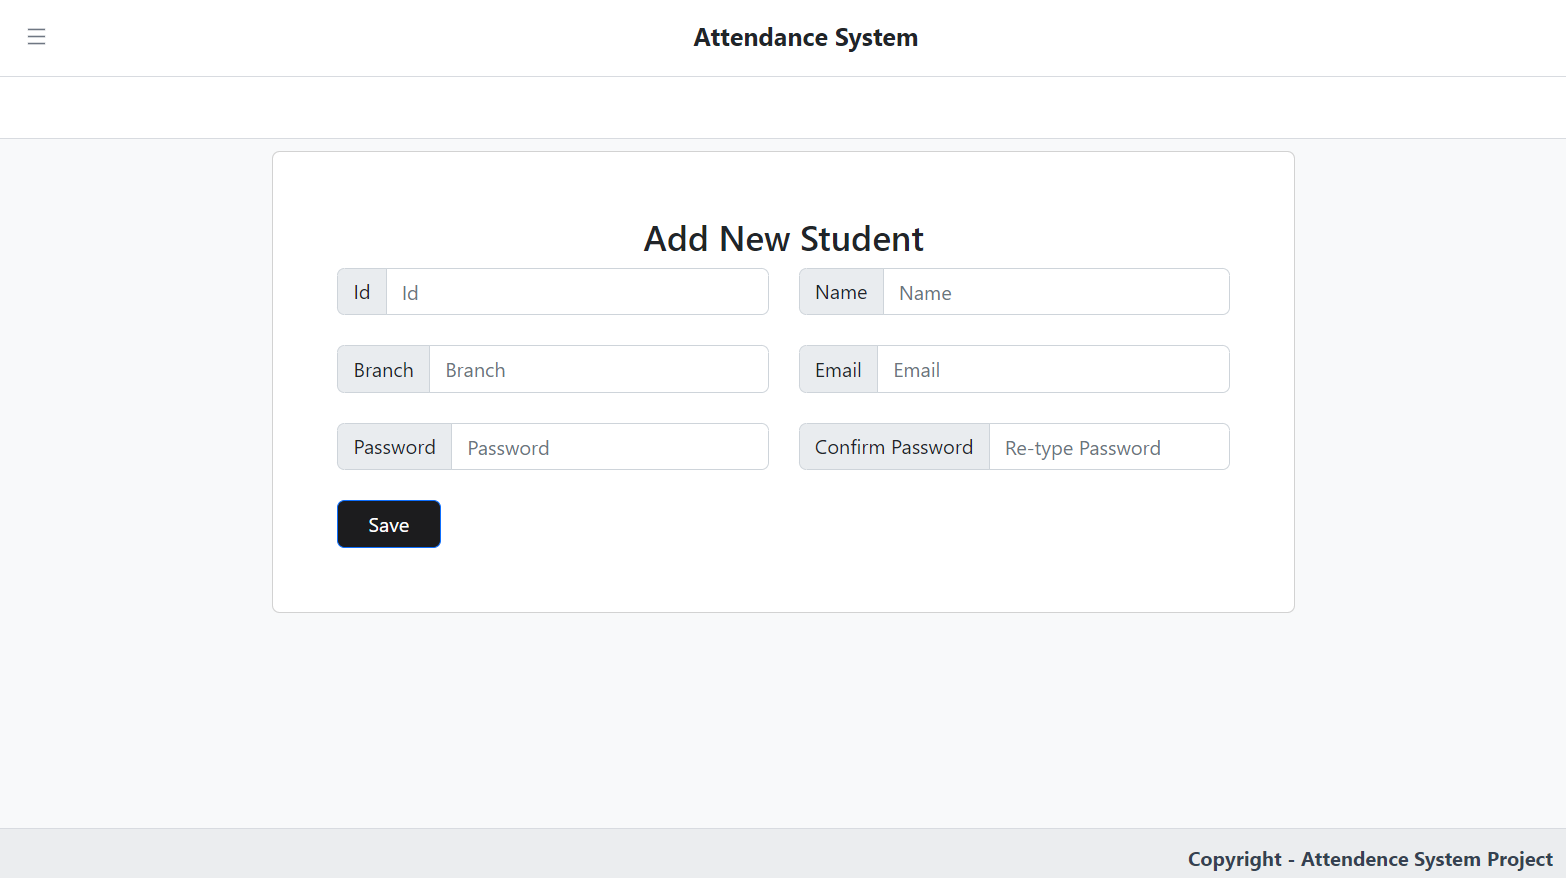 Attendance System
Add New Student
Id Id Name Name
Branch Branch Email Email
Password Password Confirm Password Re-type Password
Save
Copyright - Attendence System Project